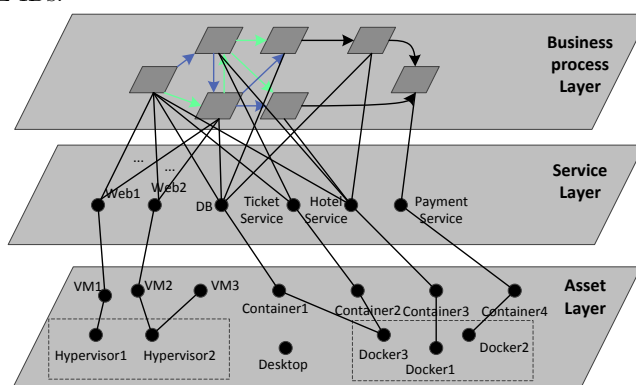 Business
process
Layer
...
...
Service
Layer
Web1
Web2
DB
Ticket
Service
Hotel
Service
Payment
Service
Asset
Layer
VM1
VM2
VM3
Container1
Container2
Container3
Container4
Hypervisor1
Hypervisor2
Desktop
Docker3
Docker1
Docker2